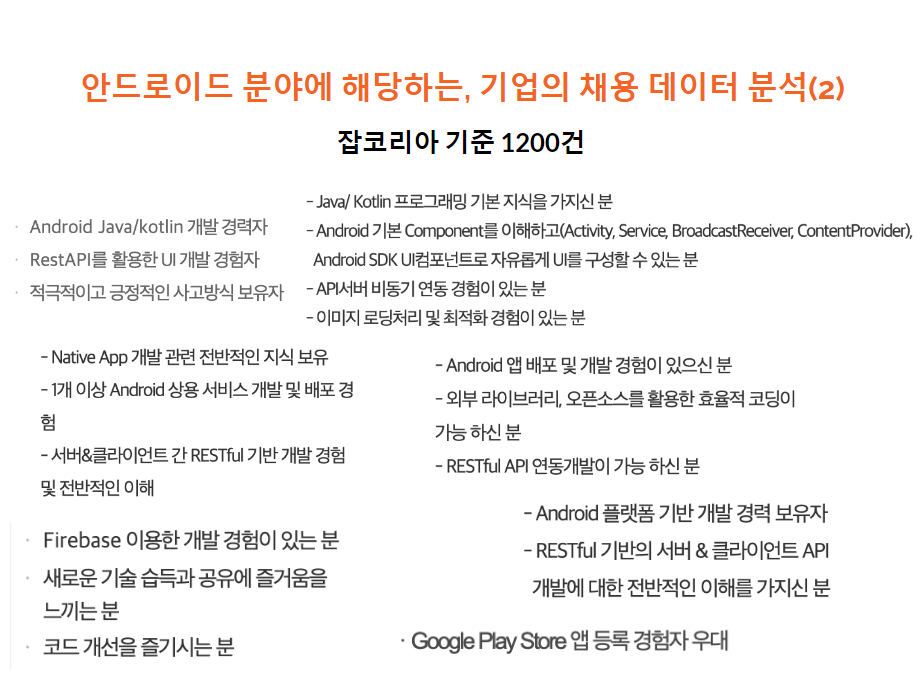 안드로이드 분야에 해당하는, 기업의 채용 데이터 분석(2)
잡코리아 기준 1200건
· Android Java/kotlin 개발 경력자
· RestAPI를 활용한 UI 개발 경험자
· 적극적이고 긍정적인 사고방식 보유자
- Java/ Kotlin 프로그래밍 기본 지식을 가지신 분
- Android 기본 Component를 이해하고(Activity, Service, BroadcastReceiver, ContentProvider),
Android SDK UI컴포넌트로 자유롭게 UI를 구성할 수 있는 분
- API서버 비동기 연동 경험이 있는 분
- 이미지 로딩처리 및 최적화 경험이 있는 분
- Native App 개발 관련 전반적인 지식 보유
- 1개 이상 Android 상용 서비스 개발 및 배포 경
험
- 서버&클라이언트 간 RESTful 기반 개발 경험
및 전반적인 이해
- Android 앱 배포 및 개발 경험이 있으신 분
- 외부 라이브러리, 오픈소스를 활용한 효율적 코딩이
가능 하신 분
- RESTful API 연동개발이 가능 하신 분
- Android 플랫폼 기반 개발 경력 보유자
- RESTful 기반의 서버 & 클라이언트 API
개발에 대한 전반적인 이해를 가지신 분
· Firebase 이용한 개발 경험이 있는 분
· 새로운 기술 습득과 공유에 즐거움을
느끼는 분
· 코드 개선을 즐기시는 분
· Google Play Store 앱 등록 경험자 우대